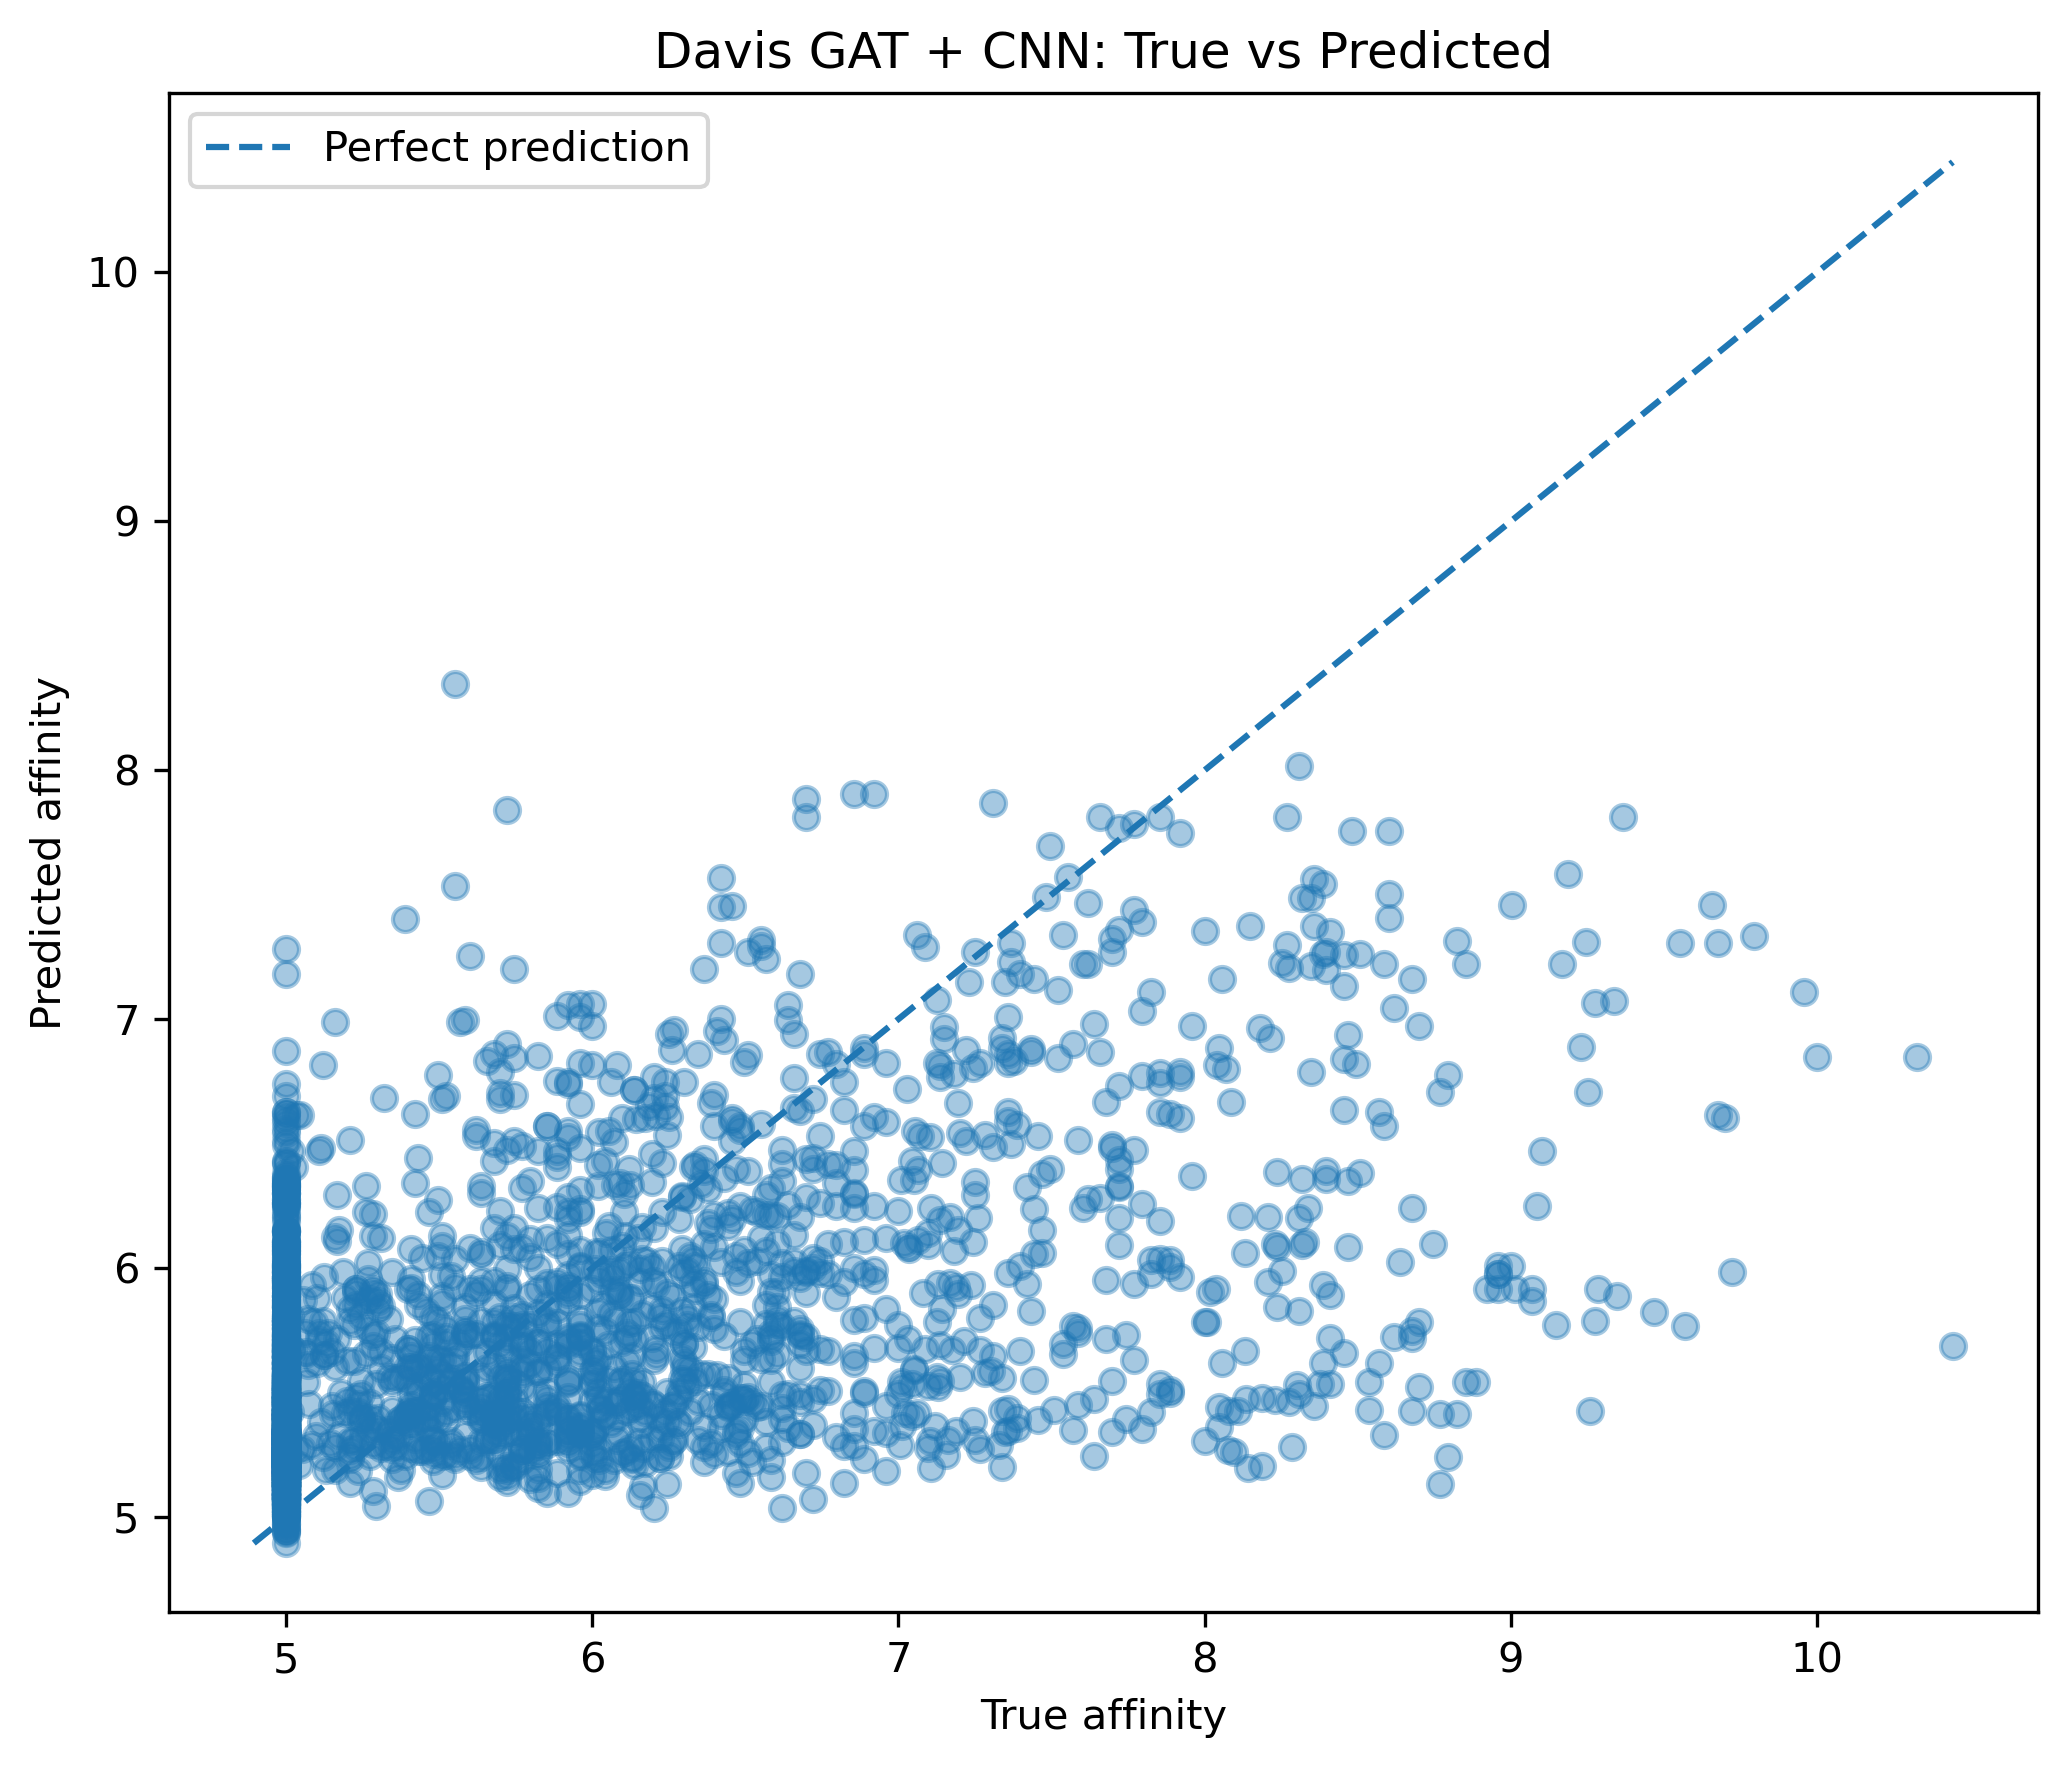 Davis GAT + CNN: True vs Predicted
Perfect prediction
Predicted affinity
10
9
8
7
6
5
5 6 7 8 9 10
True affinity